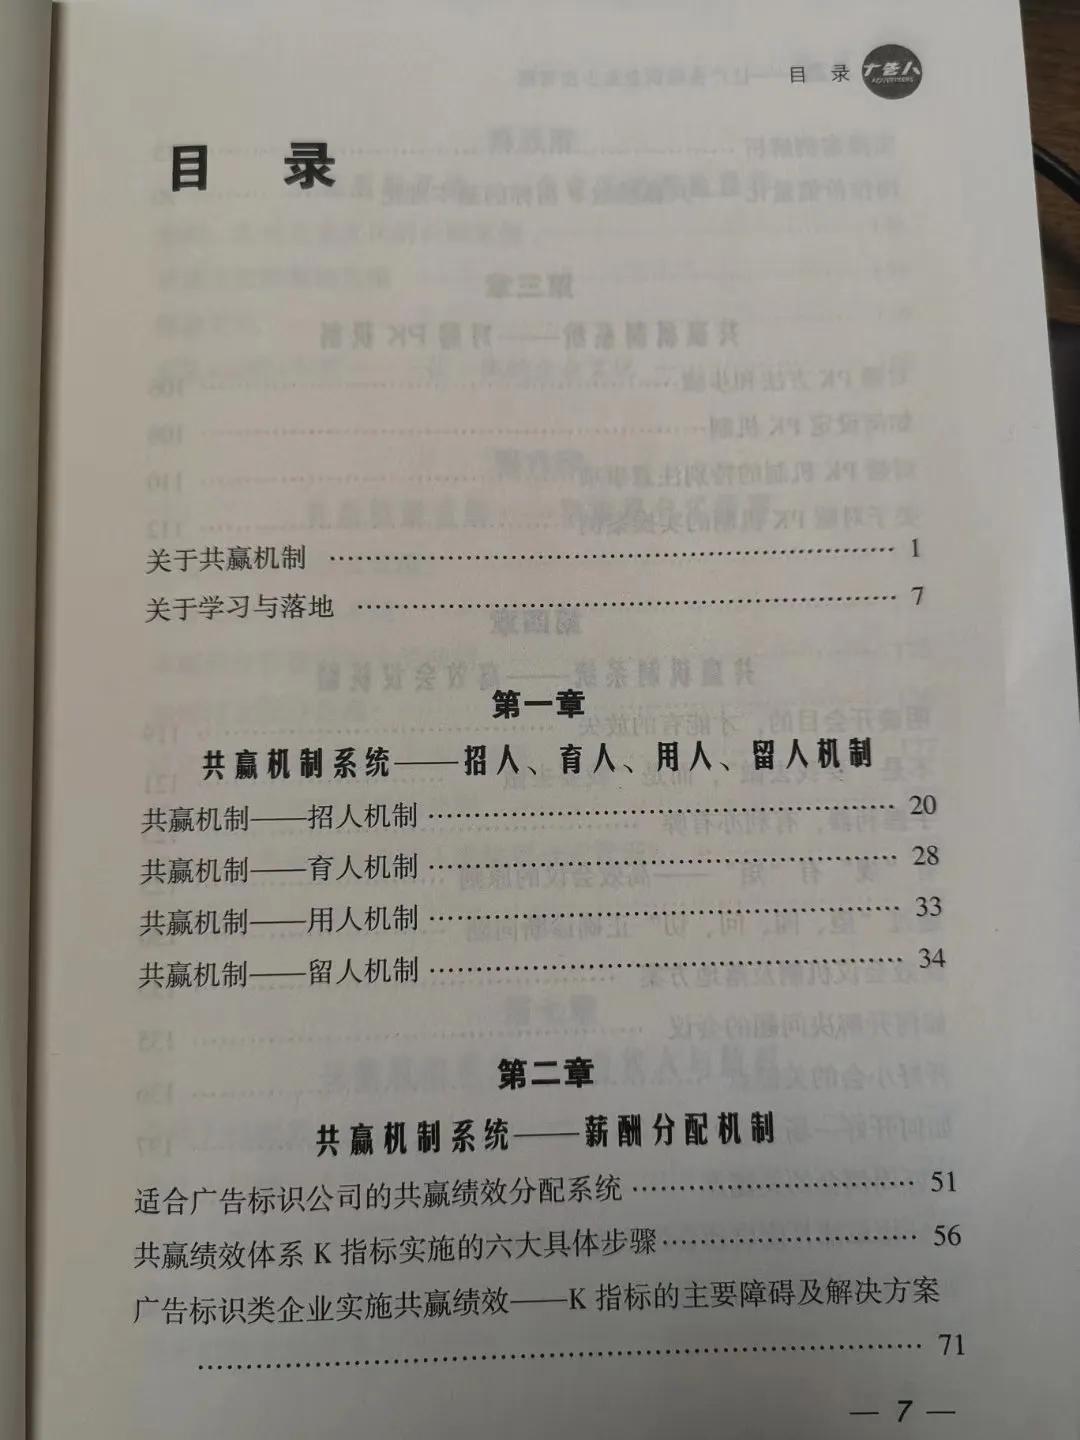 目 录
广告人
ADVERTISERS
目 录
关于共赢机制 …………………………………………… 1
关于学习与落地 …………………………………………… 7
第一章
共赢机制系统——招人、育人、用人、留人机制
共赢机制——招人机制 …………………………………………… 20
共赢机制——育人机制 …………………………………………… 28
共赢机制——用人机制 …………………………………………… 33
共赢机制——留人机制 …………………………………………… 34
第二章
共赢机制系统——薪酬分配机制
适合广告标识公司的共赢绩效分配系统 ………………………… 51
共赢绩效体系 K 指标实施的六大具体步骤 ………………………… 56
广告标识类企业实施共赢绩效——K 指标的主要障碍及解决方案
…………………………………………………………………… 71
— 7 —